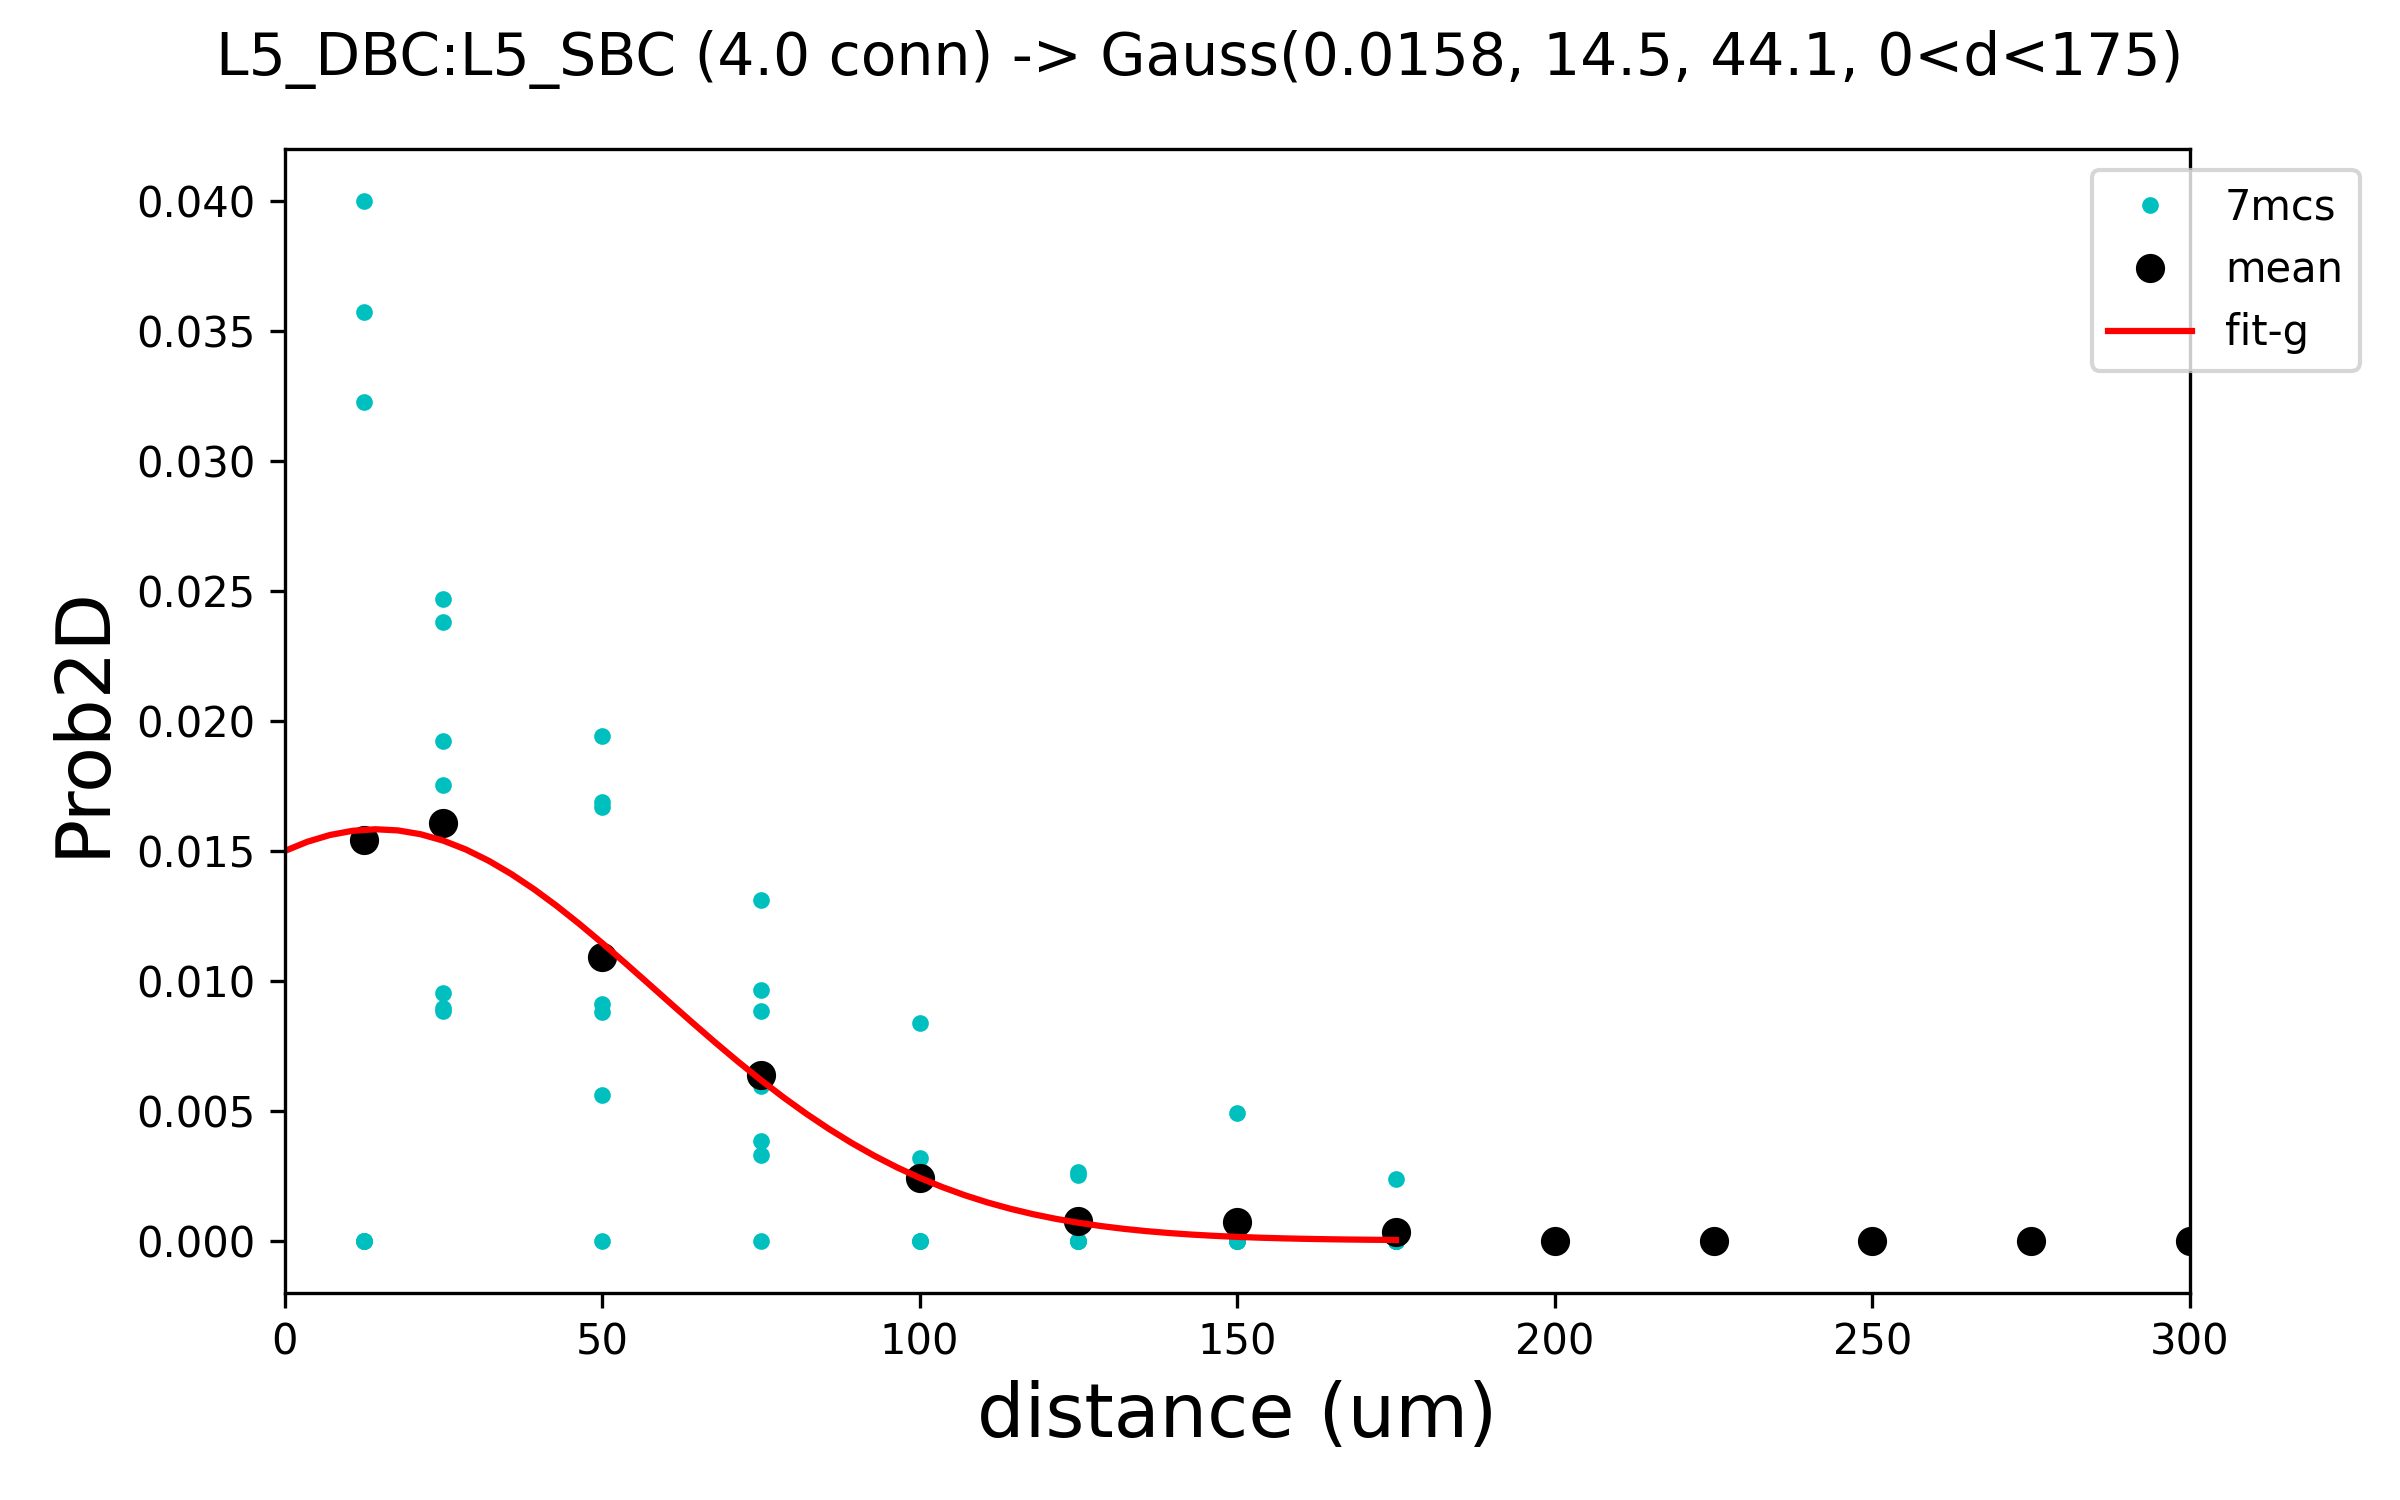 L5_DBC:L5_SBC (4.0 conn) -> Gauss(0.0158, 14.5, 44.1, 0<d<175)
7mcs
mean
fit-g
Prob2D
0.040
0.035
0.030
0.025
0.020
0.015
0.010
0.005
0.000
0 50 100 150 200 250 300
distance (um)